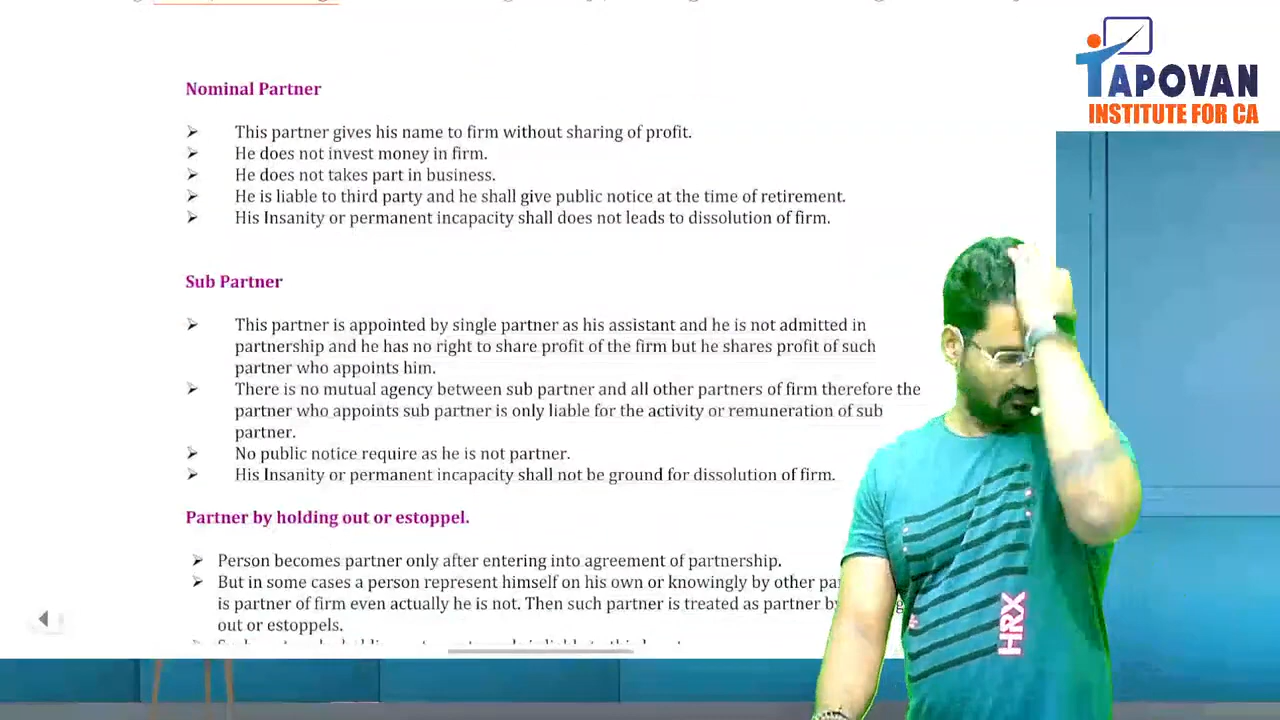 Nominal Partner
➤ This partner gives his name to firm without sharing of profit.
➤ He does not invest money in firm.
➤ He does not takes part in business.
➤ He is liable to third party and he shall give public notice at the time of retirement.
➤ His Insanity or permanent incapacity shall does not leads to dissolution of firm.
Sub Partner
➤ This partner is appointed by single partner as his assistant and he is not admitted in
partnership and he has no right to share profit of the firm but he shares profit of such
partner who appoints him.
➤ There is no mutual agency between sub partner and all other partners of firm therefore the
partner who appoints sub partner is only liable for the activity or remuneration of sub
partner.
➤ No public notice require as he is not partner.
➤ His Insanity or permanent incapacity shall not be ground for dissolution of firm.
Partner by holding out or estoppel.
➤ Person becomes partner only after entering into agreement of partnership.
➤ But in some cases a person represent himself on his own or knowingly by other
is partner of firm even actually he is not. Then such partner is treated as partner
out or estoppels.
TAPOVAN
INSTITUTE FOR CA
HRX